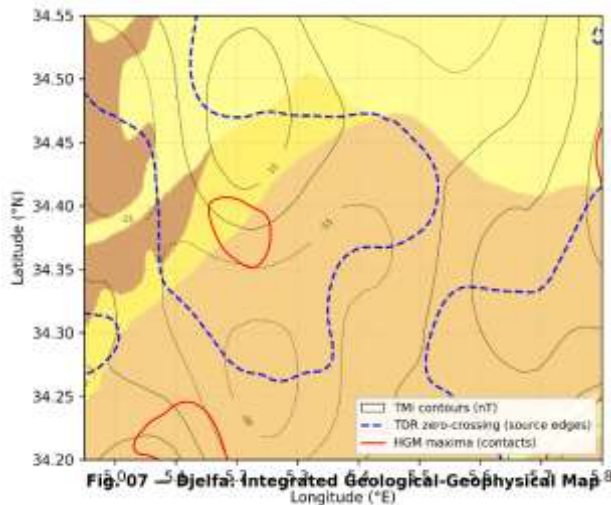 34.55
34.50
34.45
34.40
34.35
34.30
34.25
34.20
Latitude (°N)
TMI contours (nT)
TDR zero-crossing (source edges)
HGM maxima (contacts)
Fig. 07 — Djelfa: Integrated Geological-Geophysical Map
Longitude (°E)